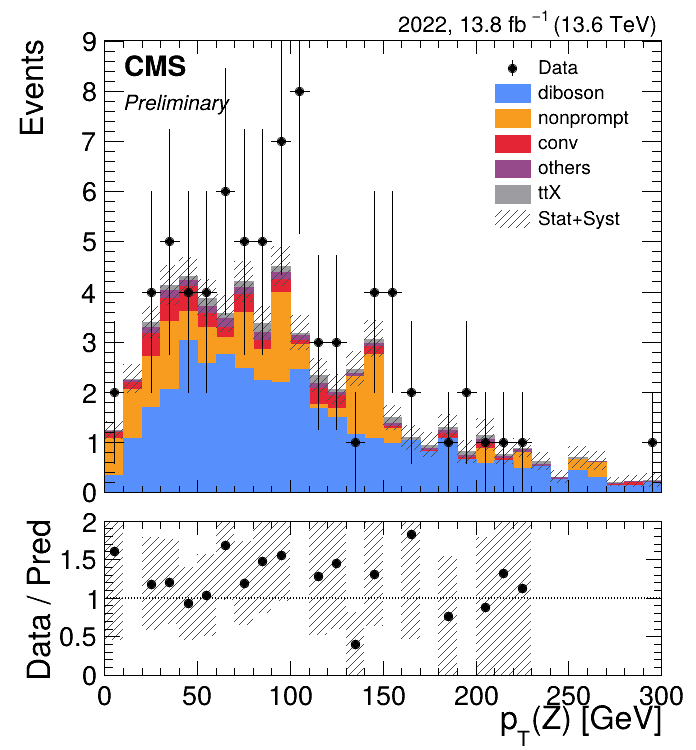 2022, 13.8 fb⁻¹ (13.6 TeV)
CMS
Preliminary
Events
9
8
7
6
5
4
3
2
1
0
Data
diboson
nonprompt
conv
others
ttX
Stat+Syst
Data / Pred
2
1.5
1
0.5
0
0 50 100 150 200 250 300
p_T(Z) [GeV]